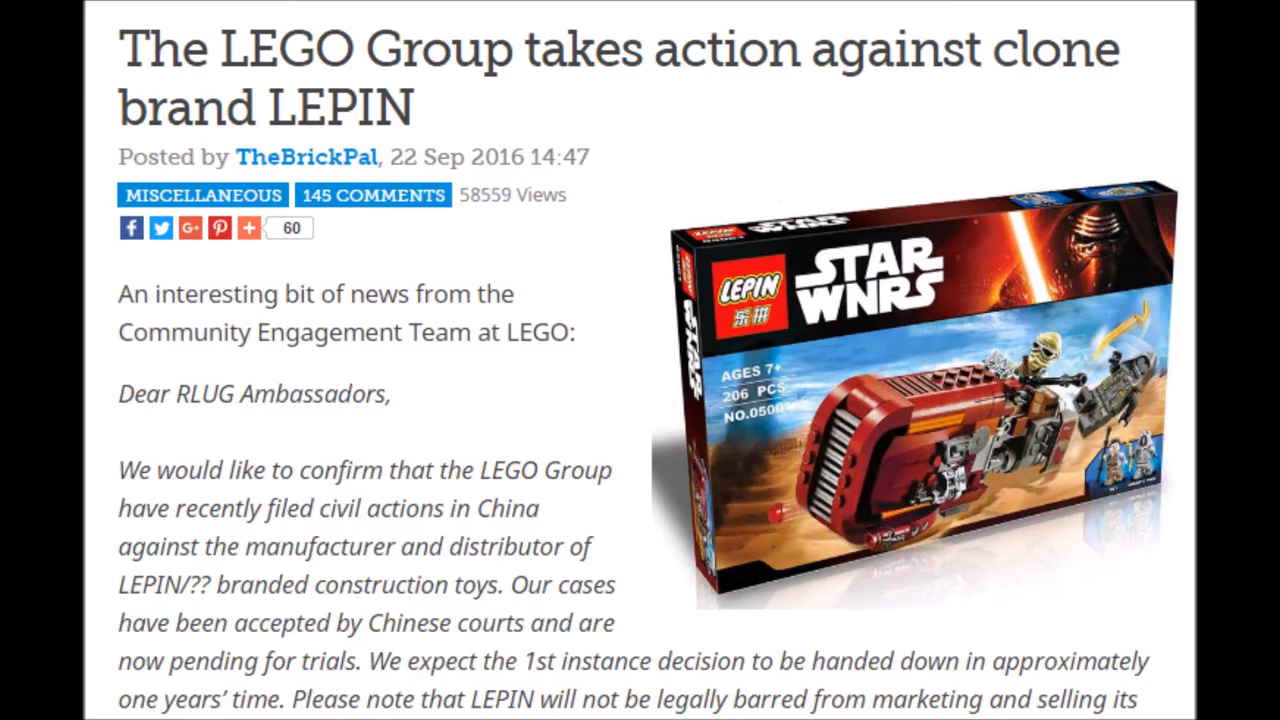 The LEGO Group takes action against clone
brand LEPIN
Posted by TheBrickPal, 22 Sep 2016 14:47
MISCELLANEOUS 145 COMMENTS 58559 Views
60
An interesting bit of news from the
Community Engagement Team at LEGO:
Dear RLUG Ambassadors,
We would like to confirm that the LEGO Group
have recently filed civil actions in China
against the manufacturer and distributor of
LEPIN/?? branded construction toys. Our cases
have been accepted by Chinese courts and are
now pending for trials. We expect the 1st instance decision to be handed down in approximately
one years’ time. Please note that LEPIN will not be legally barred from marketing and selling its
LEPIN
乐拼
STAR
WNRS
AGES 7+
206 PCS
NO.05001
STAR WNRS